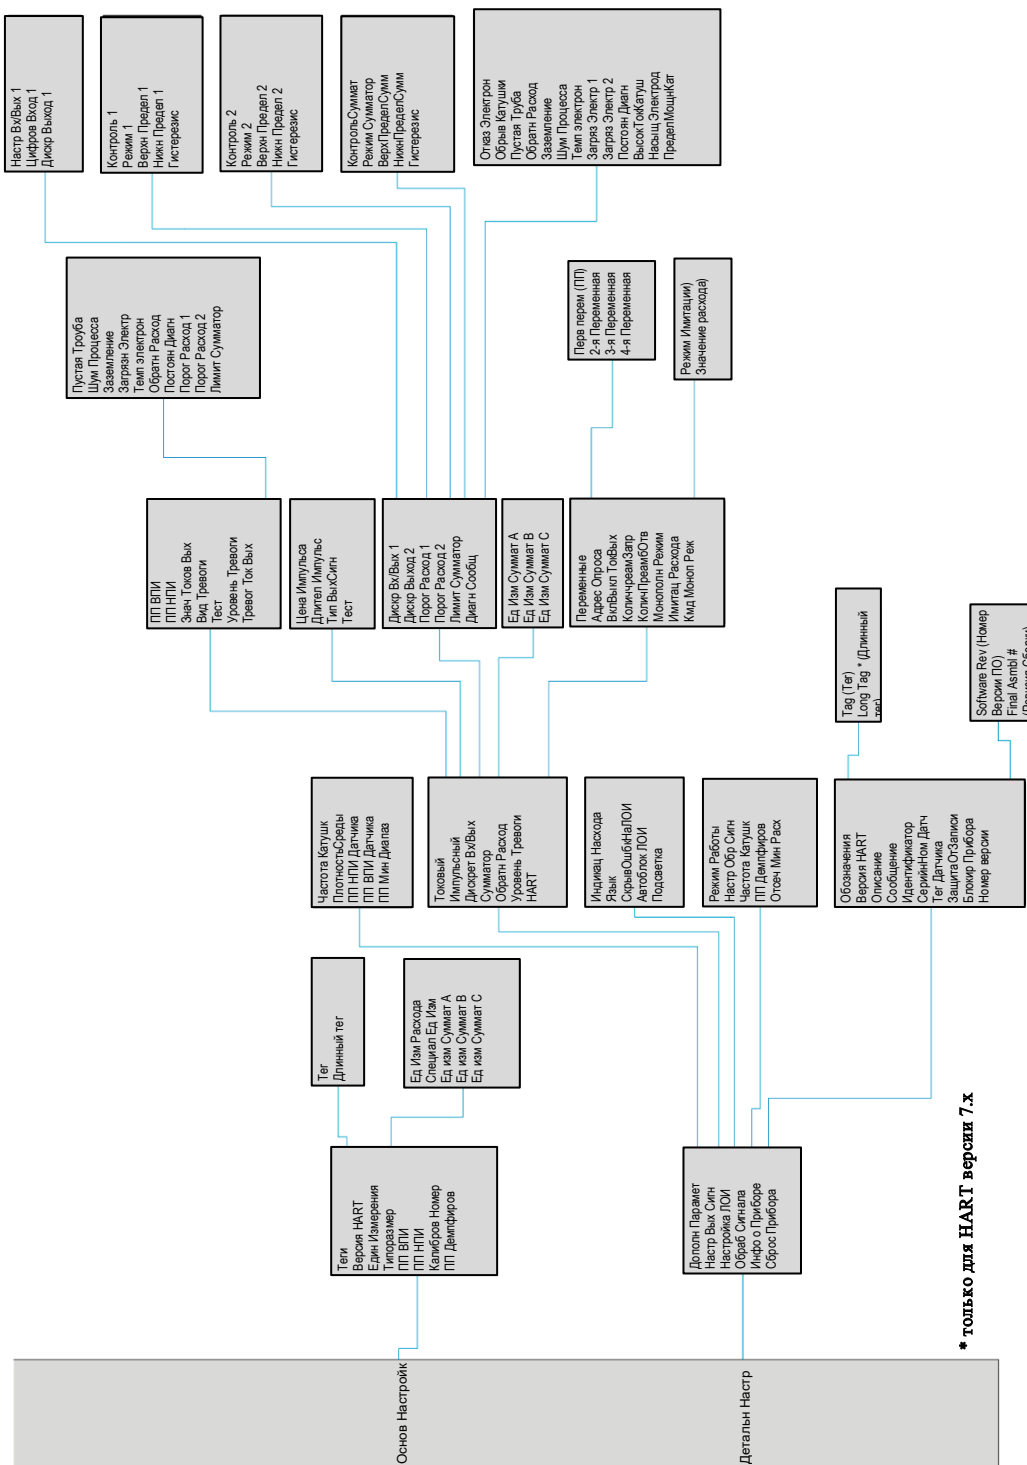 Основ Настройк
Детальн Настр
Теги
Версия HART
Един Измерения
Типоразмер
ПП ВПИ
ПП НПИ
Калибров Номер
ПП Демпфиров
Дополн Парамет
Настр Вых Сигн
Настройка ЛОИ
Обраб Сигнала
Инфо о Приборе
Сброс Прибора
Тег
Длинный тег
Ед Изм Расхода
Специал Ед Изм
Ед изм Суммат A
Ед изм Суммат B
Ед изм Суммат C
Частота Катушк
ПлотностьСреды
ПП НПИ Датчика
ПП ВПИ Датчика
ПП Мин Диапаз
Токовый
Импульсный
Дискрет Вх/Вых
Сумматор
Обратн Расход
Уровень Тревоги
HART
Индикац Насхода
Язык
СкрывОшибкНаЛОИ
Автоблок ЛОИ
Подсветка
Режим Работы
Настр Обр Сигн
Частота Катушк
ПП Демпфиров
Отсеч Мин Расх
Обозначения
Версия HART
Описание
Сообщение
Идентификатор
СерийнНом Датч
Тег Датчика
ЗащитаОтЗаписи
Блокир Прибора
Номер версии
ПП ВПИ
ПП НПИ
Знач Токов Вых
Вид Тревоги
Тест
Уровень Тревоги
Тревог Ток Вых
Цена Импульса
Длител Импульс
Тип ВыхСигн
Тест
Дискр Вх/Вых 1
Дискр Выход 2
Порог Расход 1
Порог Расход 2
Лимит Сумматор
Диагн Сообщ
Ед Изм Суммат A
Ед Изм Суммат B
Ед Изм Суммат C
Переменные
Адрес Опроса
ВклВыкл ТокВых
КоличпреамЗапр
КоличПреамбОтв
Монополн Режим
Имитац Расхода
Кмд Монол Реж
Tag (Тег)
Long Tag * (Длинный
тег)
Software Rev (Номер
Версии ПО)
Final Asmbl #
Пустая Троуба
Шум Процесса
Заземление
Загрязн Электр
Темп электрон
Обратн Расход
Постоян Диагн
Порог Расход 1
Порог Расход 2
Лимит Сумматор
Перв перем (ПП)
2-я Переменная
3-я Переменная
4-я Переменная
Режим Имитации)
Значение расхода)
Настр Вх/Вых 1
Цифров Вход 1
Дискр Выход 1
Контроль 1
Режим 1
Верхн Предел 1
Нижн Предел 1
Гистерезис
Контроль 2
Режим 2
Верхн Предел 2
Нижн Предел 2
Гистерезис
КонтрольСуммат
Режим Сумматор
ВерхПределСумм
НижнПределСумм
Гистерезис
Отказ Электрон
Обрыв Катушки
Пустая Труба
Обратн Расход
Заземление
Шум Процесса
Темп электрон
Загряз Электр 1
Загряз Электр 2
Постоян Диагн
ВысокТокКатуш
Насыщ Электрод
ПределМощнКат
* только для HART версии 7.x